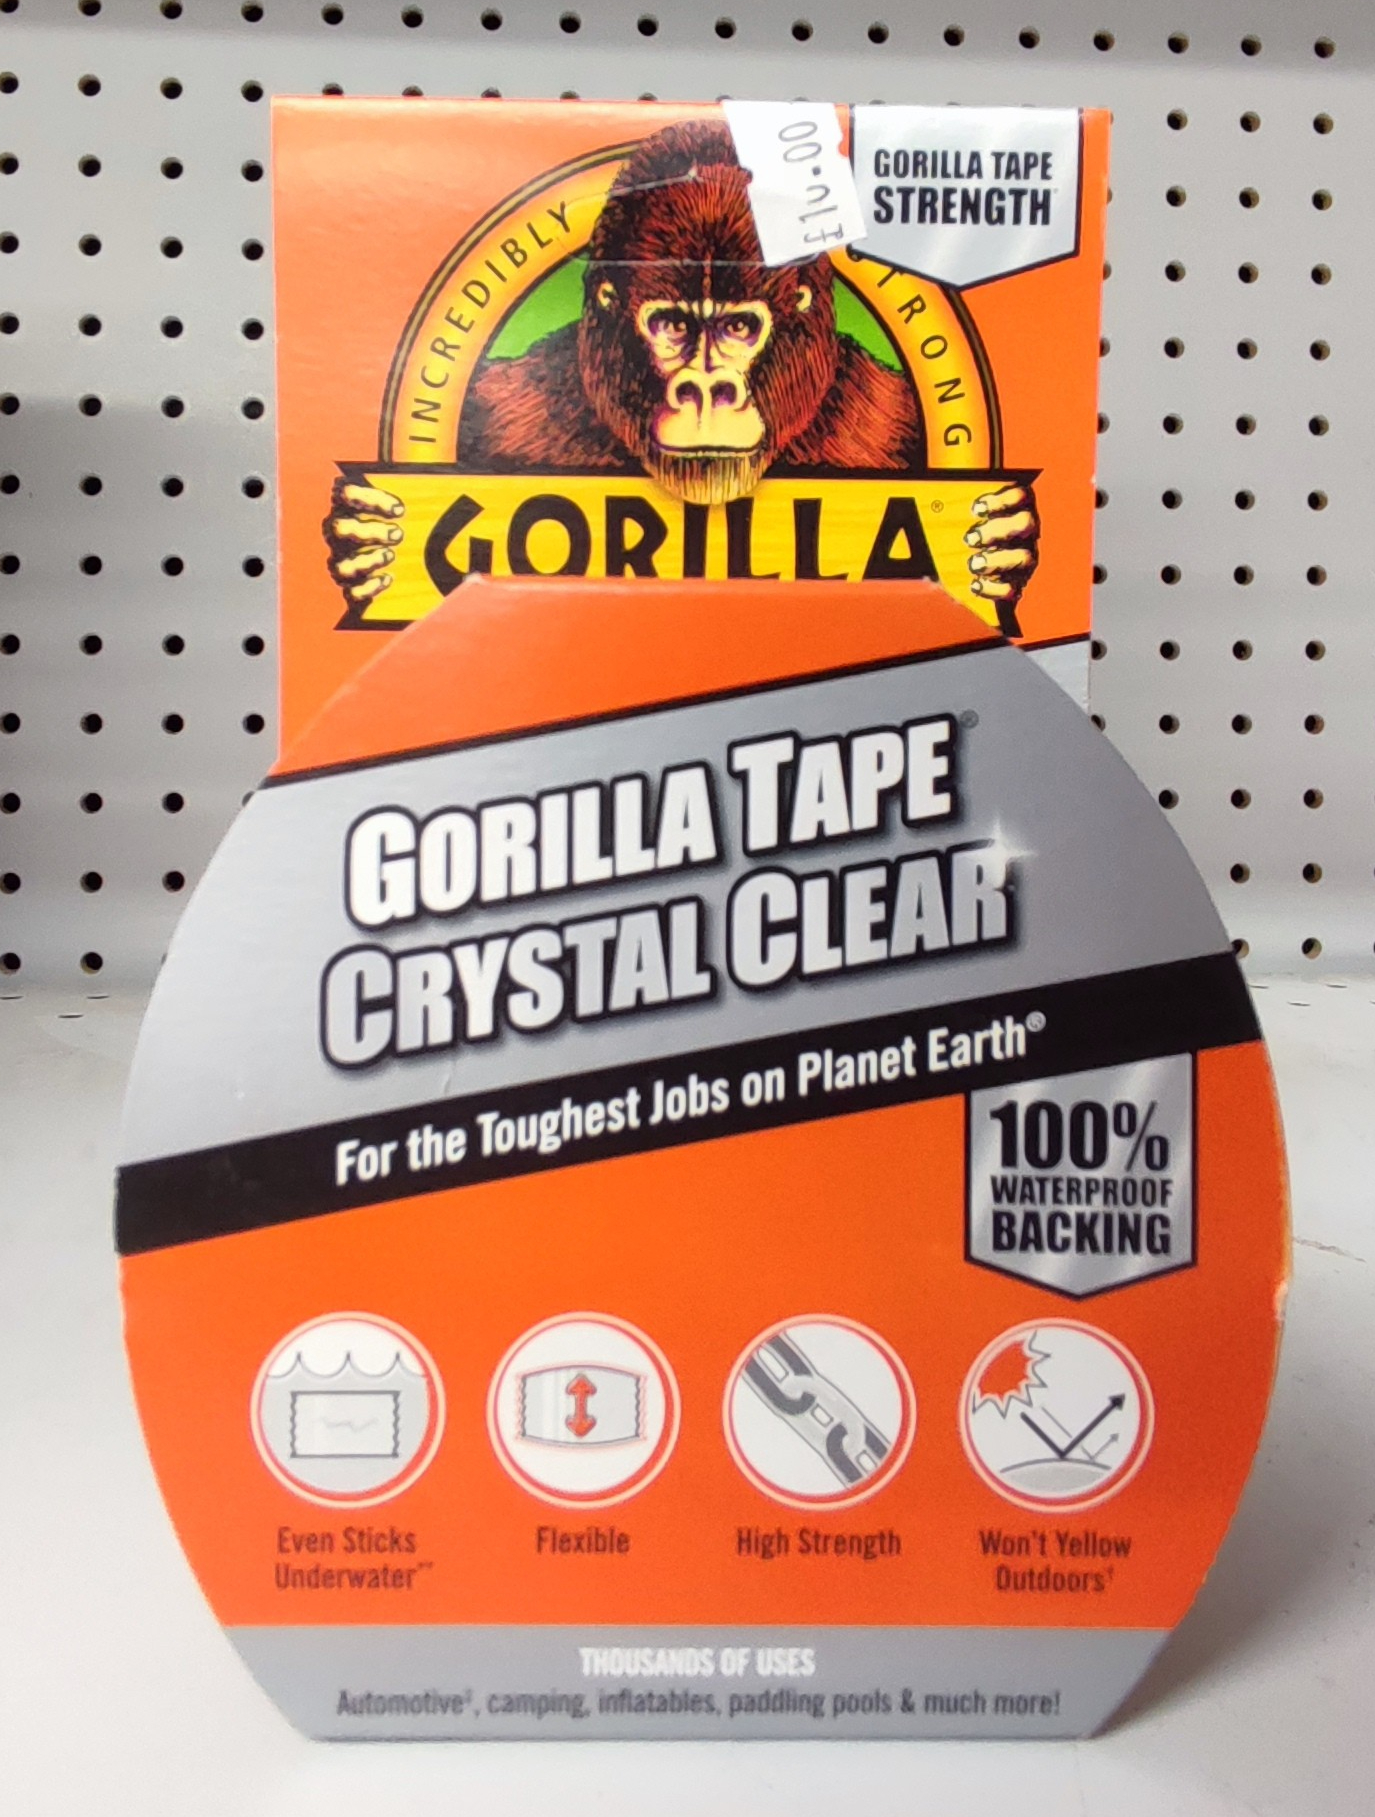 £10.00
GORILLA TAPE
STRENGTH
INCREDIBLY STRONG
GORILLA®
GORILLA TAPE®
CRYSTAL CLEAR
For the Toughest Jobs on Planet Earth®
100%
WATERPROOF
BACKING
Even Sticks
Underwater**
Flexible
High Strength
Won't Yellow
Outdoors†
THOUSANDS OF USES
Automotive‡, camping, inflatables, paddling pools & much more!